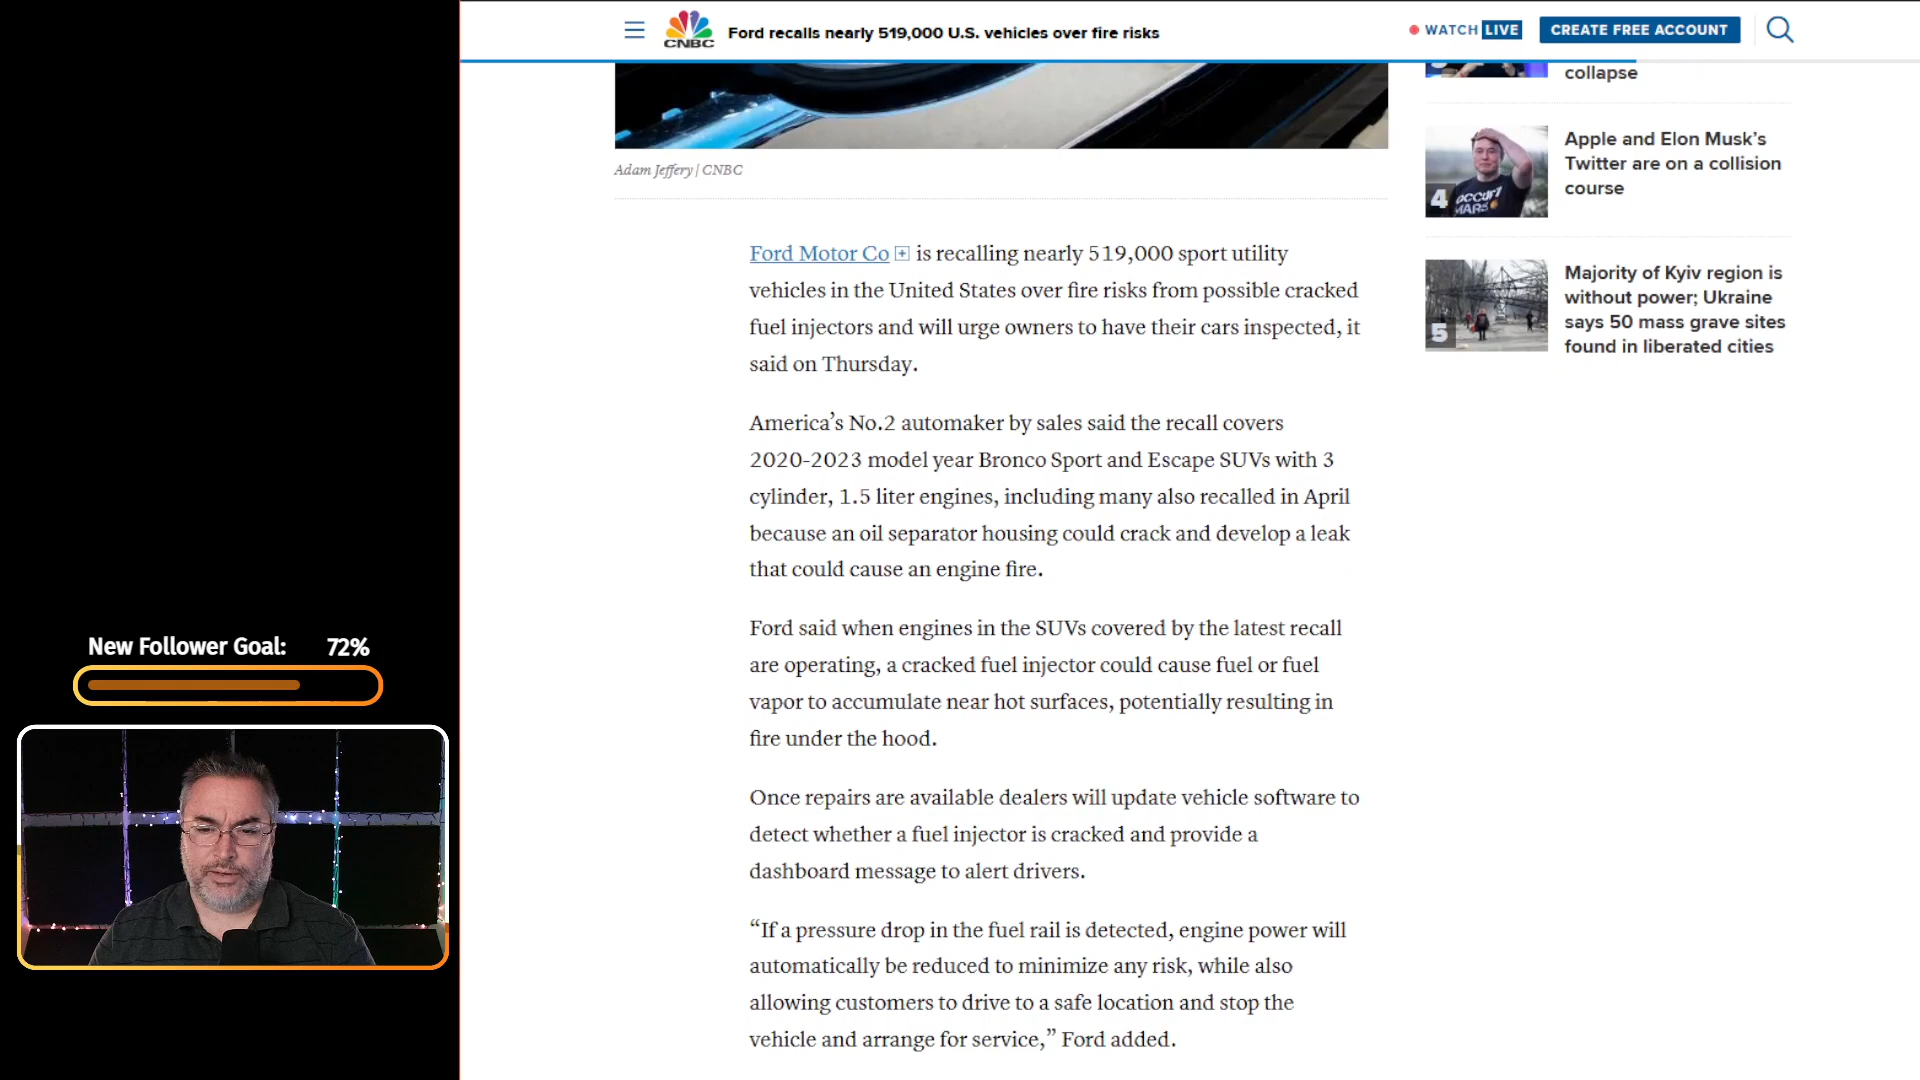 CNBC
Ford recalls nearly 519,000 U.S. vehicles over fire risks
WATCH LIVE
CREATE FREE ACCOUNT
collapse
Adam Jeffery | CNBC
4
OCCUPY
MARS
Apple and Elon Musk's
Twitter are on a collision
course
5
Majority of Kyiv region is
without power; Ukraine
says 50 mass grave sites
found in liberated cities
Ford Motor Co is recalling nearly 519,000 sport utility
vehicles in the United States over fire risks from possible cracked
fuel injectors and will urge owners to have their cars inspected, it
said on Thursday.
America’s No.2 automaker by sales said the recall covers
2020-2023 model year Bronco Sport and Escape SUVs with 3
cylinder, 1.5 liter engines, including many also recalled in April
because an oil separator housing could crack and develop a leak
that could cause an engine fire.
Ford said when engines in the SUVs covered by the latest recall
are operating, a cracked fuel injector could cause fuel or fuel
vapor to accumulate near hot surfaces, potentially resulting in
fire under the hood.
Once repairs are available dealers will update vehicle software to
detect whether a fuel injector is cracked and provide a
dashboard message to alert drivers.
“If a pressure drop in the fuel rail is detected, engine power will
automatically be reduced to minimize any risk, while also
allowing customers to drive to a safe location and stop the
vehicle and arrange for service,” Ford added.
New Follower Goal: 72%